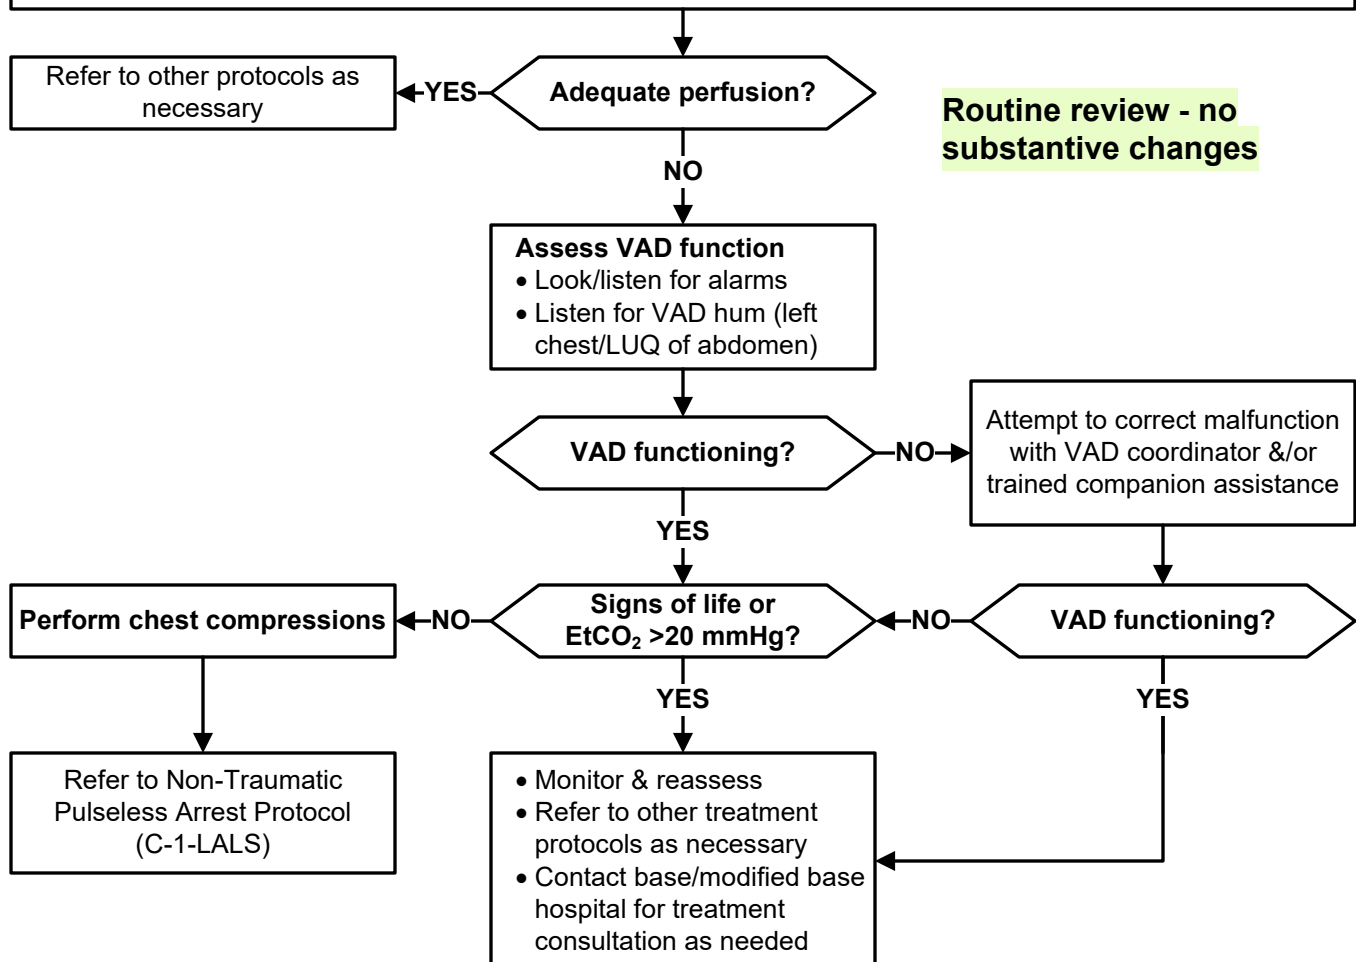 Refer to other protocols as
necessary
YES
Adequate perfusion?
Routine review - no
substantive changes
NO
Assess VAD function
• Look/listen for alarms
• Listen for VAD hum (left
chest/LUQ of abdomen)
VAD functioning?
NO
Attempt to correct malfunction
with VAD coordinator &/or
trained companion assistance
YES
Perform chest compressions
NO
Signs of life or
EtCO₂ >20 mmHg?
NO
VAD functioning?
YES
YES
Refer to Non-Traumatic
Pulseless Arrest Protocol
(C-1-LALS)
• Monitor & reassess
• Refer to other treatment
protocols as necessary
• Contact base/modified base
hospital for treatment
consultation as needed